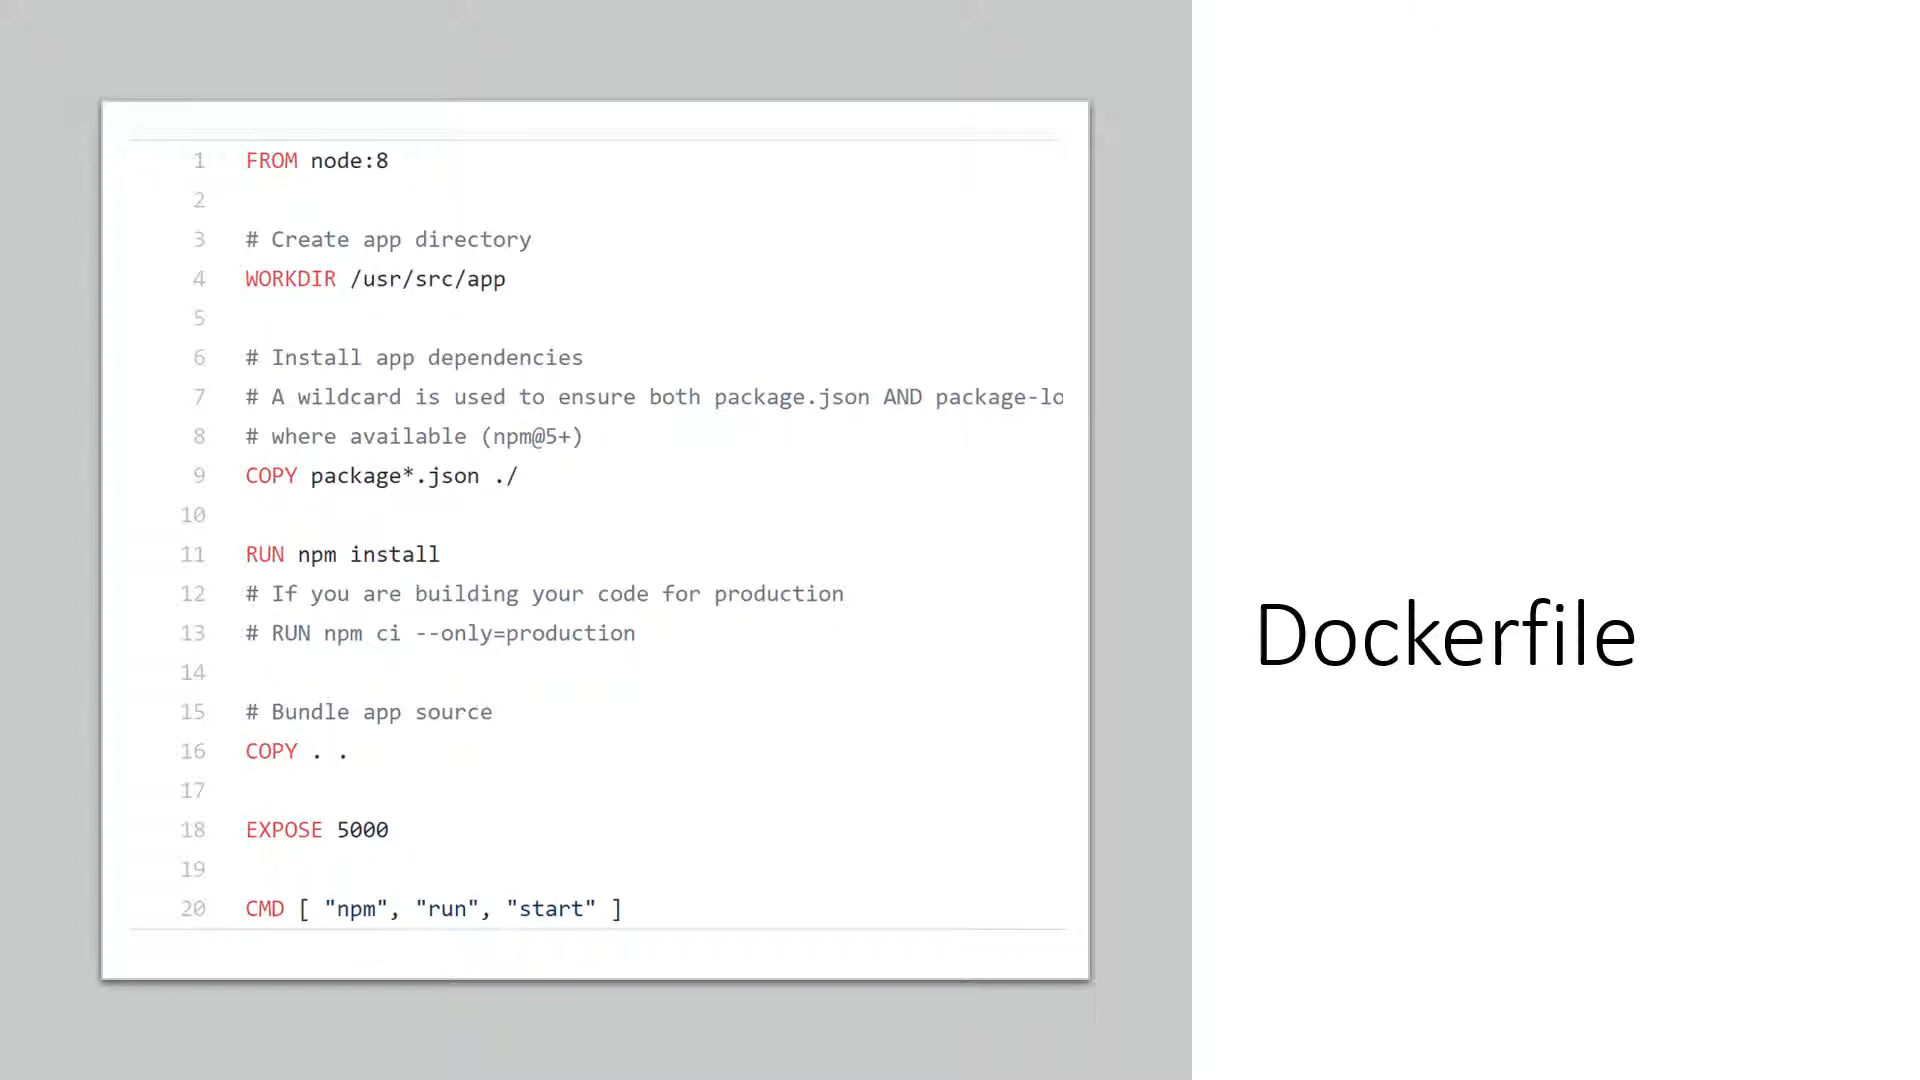 1 FROM node:8
2
3 # Create app directory
4 WORKDIR /usr/src/app
5
6 # Install app dependencies
7 # A wildcard is used to ensure both package.json AND package-lo
8 # where available (npm@5+)
9 COPY package*.json ./
10
11 RUN npm install
12 # If you are building your code for production
13 # RUN npm ci --only=production
14
15 # Bundle app source
16 COPY . .
17
18 EXPOSE 5000
19
20 CMD [ "npm", "run", "start" ]
Dockerfile